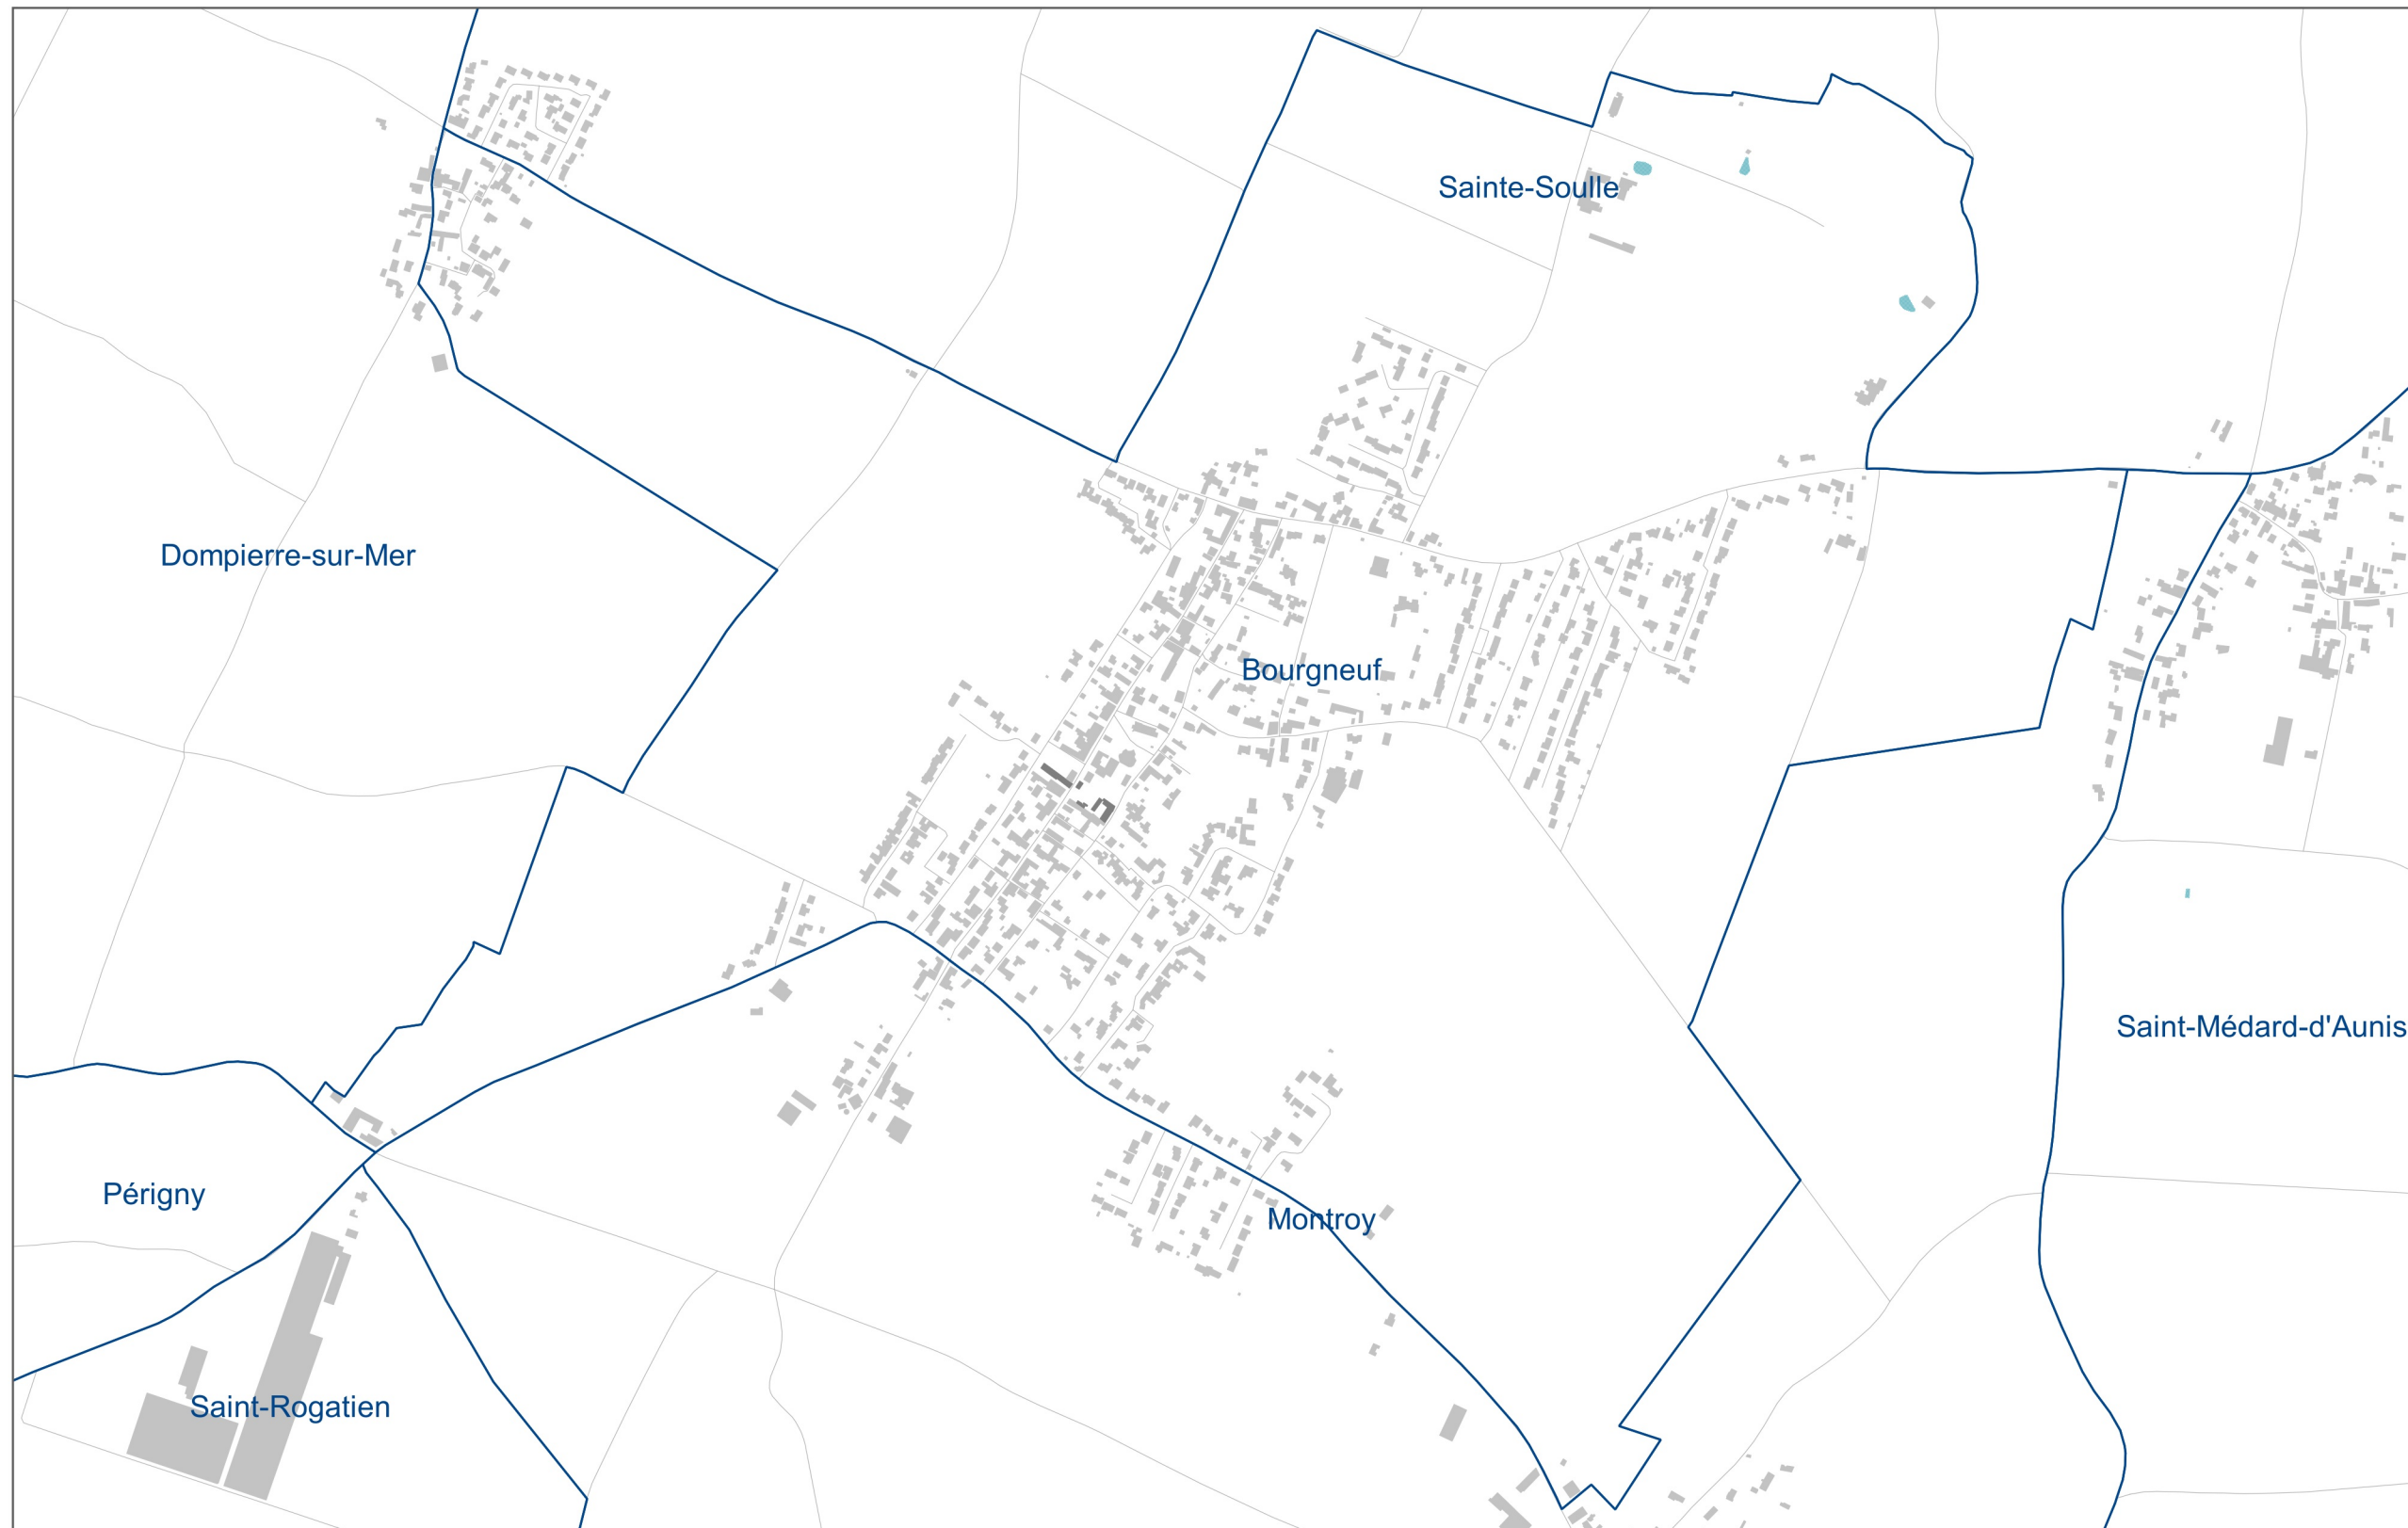 Sainte-Soulle
Dompierre-sur-Mer
Bourgneuf
Saint-Médard-d'Aunis
Périgny
Montroy
Saint-Rogatien